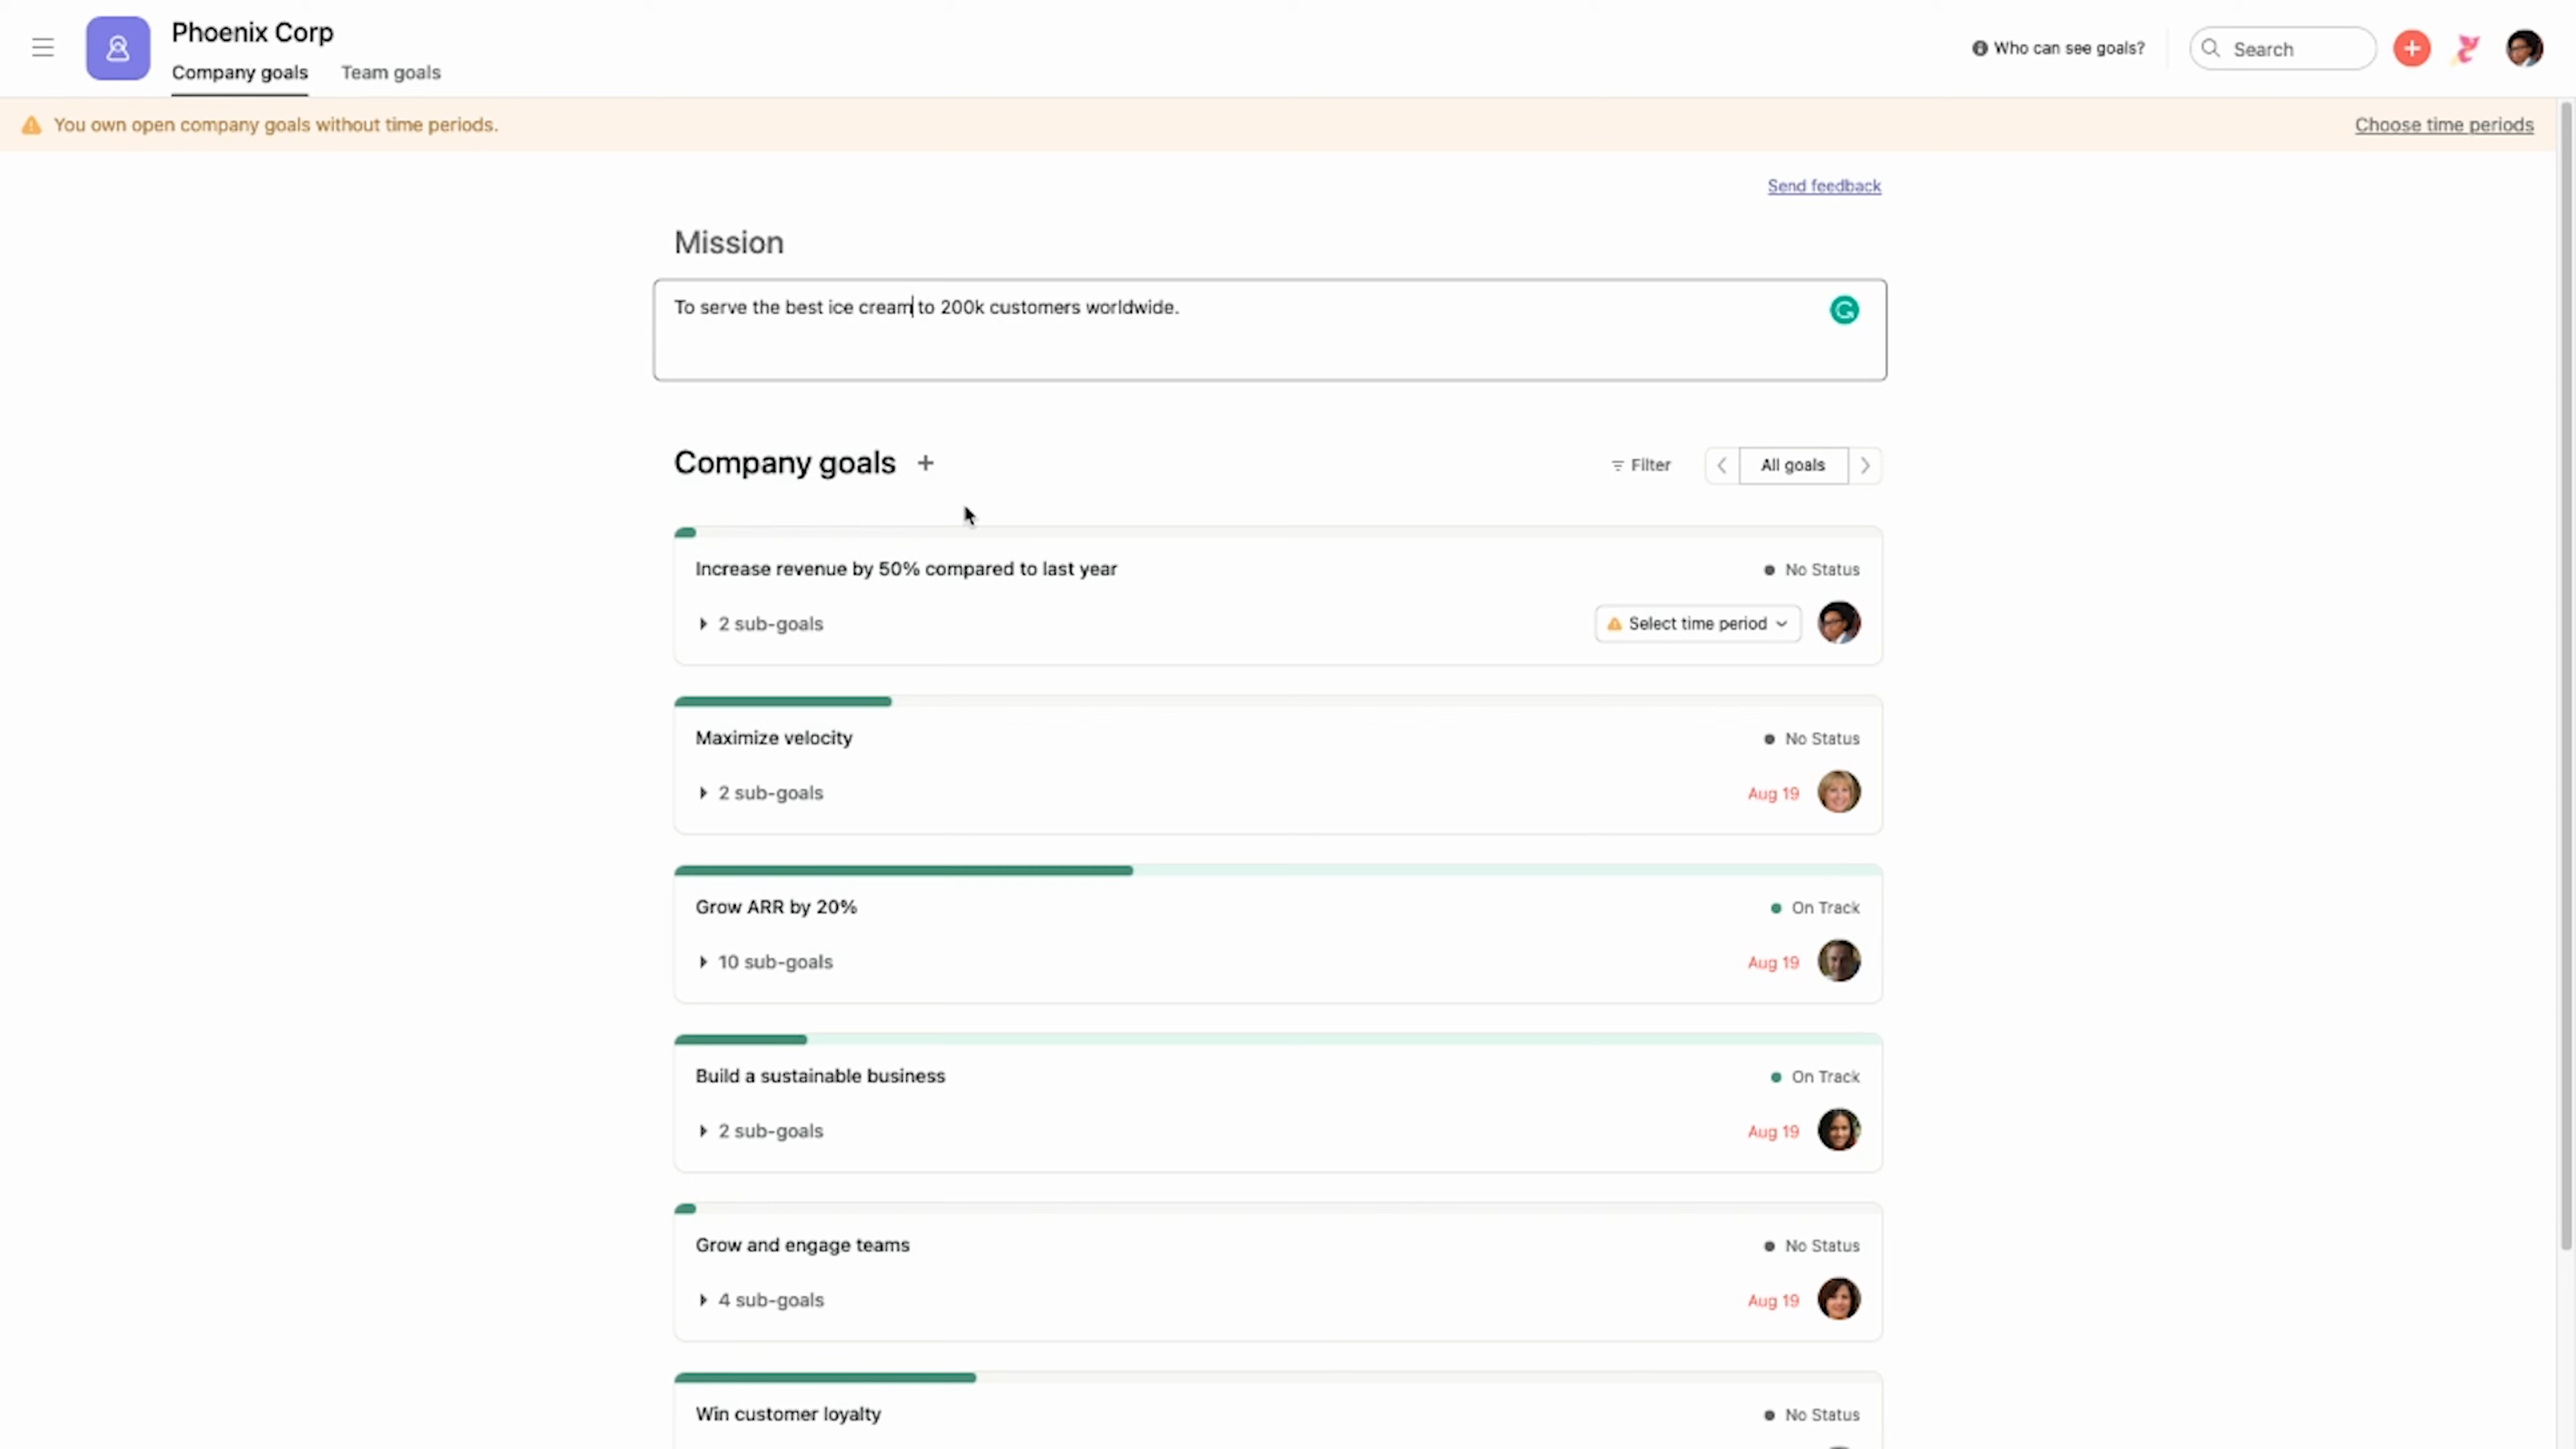 Phoenix Corp
Company goals Team goals
Who can see goals?
Search
You own open company goals without time periods.
Choose time periods
Send feedback
Mission
To serve the best ice cream to 200k customers worldwide.
Company goals
Filter
All goals
Increase revenue by 50% compared to last year
No Status
2 sub-goals
Select time period
Maximize velocity
No Status
2 sub-goals
Aug 19
Grow ARR by 20%
On Track
10 sub-goals
Aug 19
Build a sustainable business
On Track
2 sub-goals
Aug 19
Grow and engage teams
No Status
4 sub-goals
Aug 19
Win customer loyalty
No Status